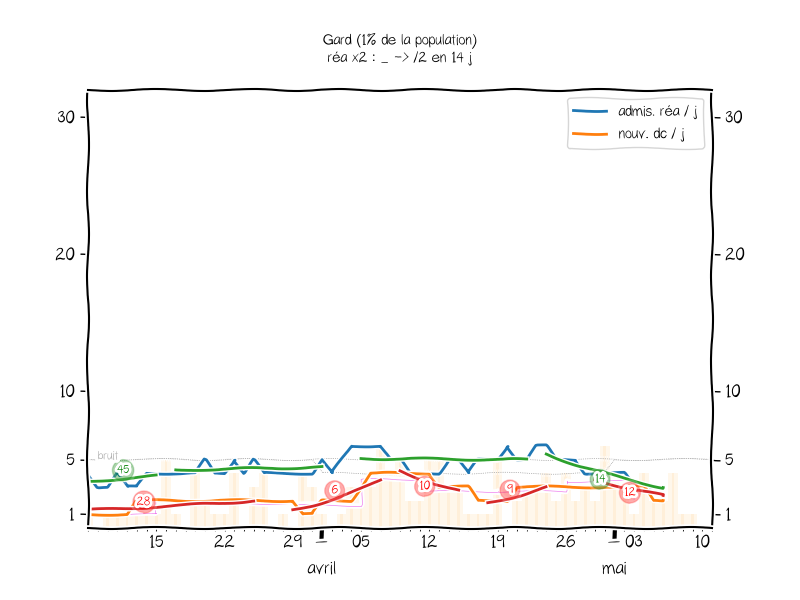 Gard (1% de la population)
réa x2 : _ -> /2 en 14 j
30 30
admis. réa / j
nouv. dc / j
20 20
10 10
bruit
5 5
45 14
28 6 10 9 12
1 1
15 22 29 05 12 19 26 03 10
avril mai